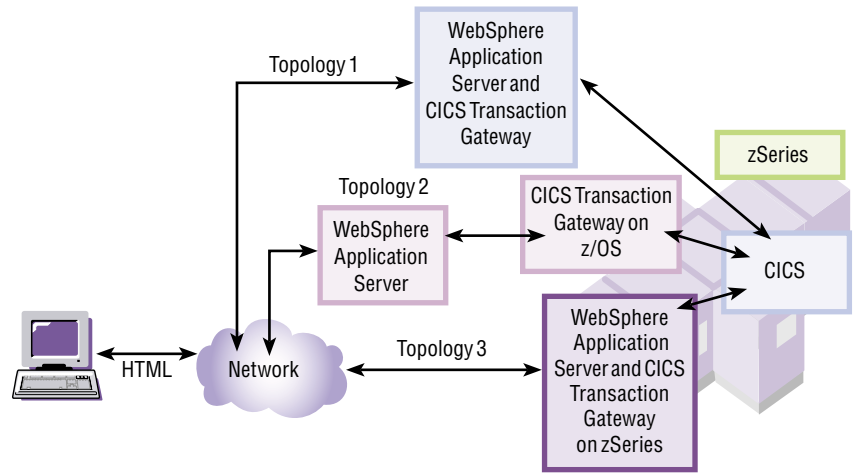 Topology 1
WebSphere
Application
Server and
CICS Transaction
Gateway
zSeries
Topology 2
WebSphere
Application
Server
CICS Transaction
Gateway on
z/OS
CICS
HTML
Network
Topology 3
WebSphere
Application
Server and CICS
Transaction
Gateway
on zSeries